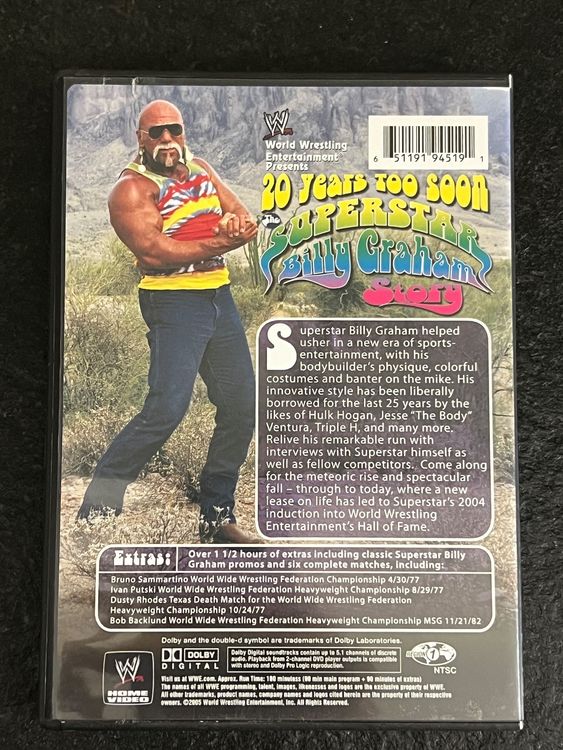 W
World Wrestling
Entertainment
Presents
6 51191 94519 1
20 Years Too Soon
The
SUPERSTAR
Billy Graham
Story
Superstar Billy Graham helped
usher in a new era of sports-
entertainment, with his
bodybuilder's physique, colorful
costumes and banter on the mike. His
innovative style has been liberally
borrowed for the last 25 years by the
likes of Hulk Hogan, Jesse "The Body"
Ventura, Triple H, and many more.
Relive his remarkable run with
interviews with Superstar himself as
well as fellow competitors. Come along
for the meteoric rise and spectacular
fall – through to today, where a new
lease on life has led to Superstar's 2004
induction into World Wrestling
Entertainment's Hall of Fame.
Extras:
Over 1 1/2 hours of extras including classic Superstar Billy
Graham promos and six complete matches, including:
Bruno Sammartino World Wide Wrestling Federation Championship 4/30/77
Ivan Putski World Wide Wrestling Federation Heavyweight Championship 8/29/77
Dusty Rhodes Texas Death Match for the World Wide Wrestling Federation
Heavyweight Championship 10/24/77
Bob Backlund World Wide Wrestling Federation Heavyweight Championship MSG 11/21/82
Dolby and the double-d symbol are trademarks of Dolby Laboratories.
DOLBY
DIGITAL
Dolby Digital soundtracks contain up to 5.1 channels of discrete
audio. Playback from 2-channel DVD player outputs is compatible
with stereo and Dolby Pro Logic reproduction.
REGION 1
NTSC
W
HOME
VIDEO
Visit us at WWE.com. Approx. Run Time: 180 minutes (90 min main program + 90 minutes of extras)
The names of all WWE programming, talent, images, likenesses and logos are the exclusive property of WWE.
All other trademarks, product names, company names and logos cited herein are the property of their respective
owners. ©2005 World Wrestling Entertainment, Inc. All Rights Reserved.